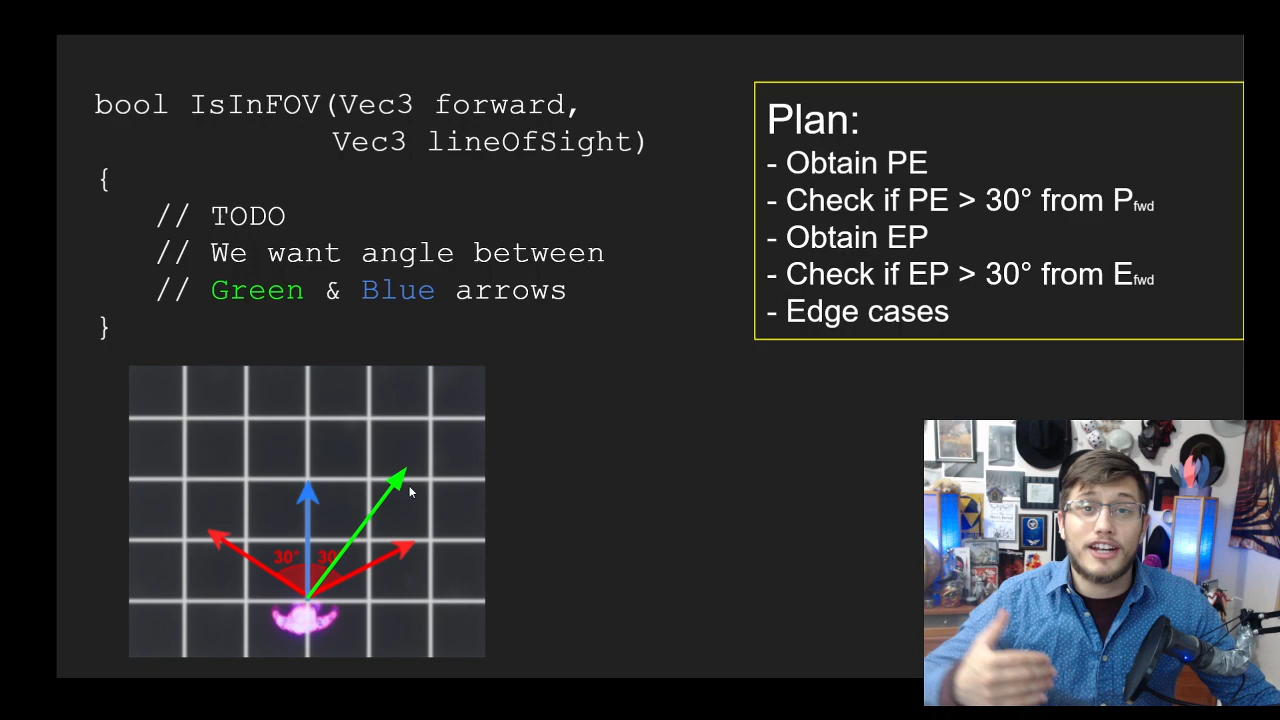 bool IsInFOV(Vec3 forward,
Vec3 lineOfSight)
{
// TODO
// We want angle between
// Green & Blue arrows
}
Plan:
- Obtain PE
- Check if PE > 30° from Pfwd
- Obtain EP
- Check if EP > 30° from Efwd
- Edge cases
30° 30